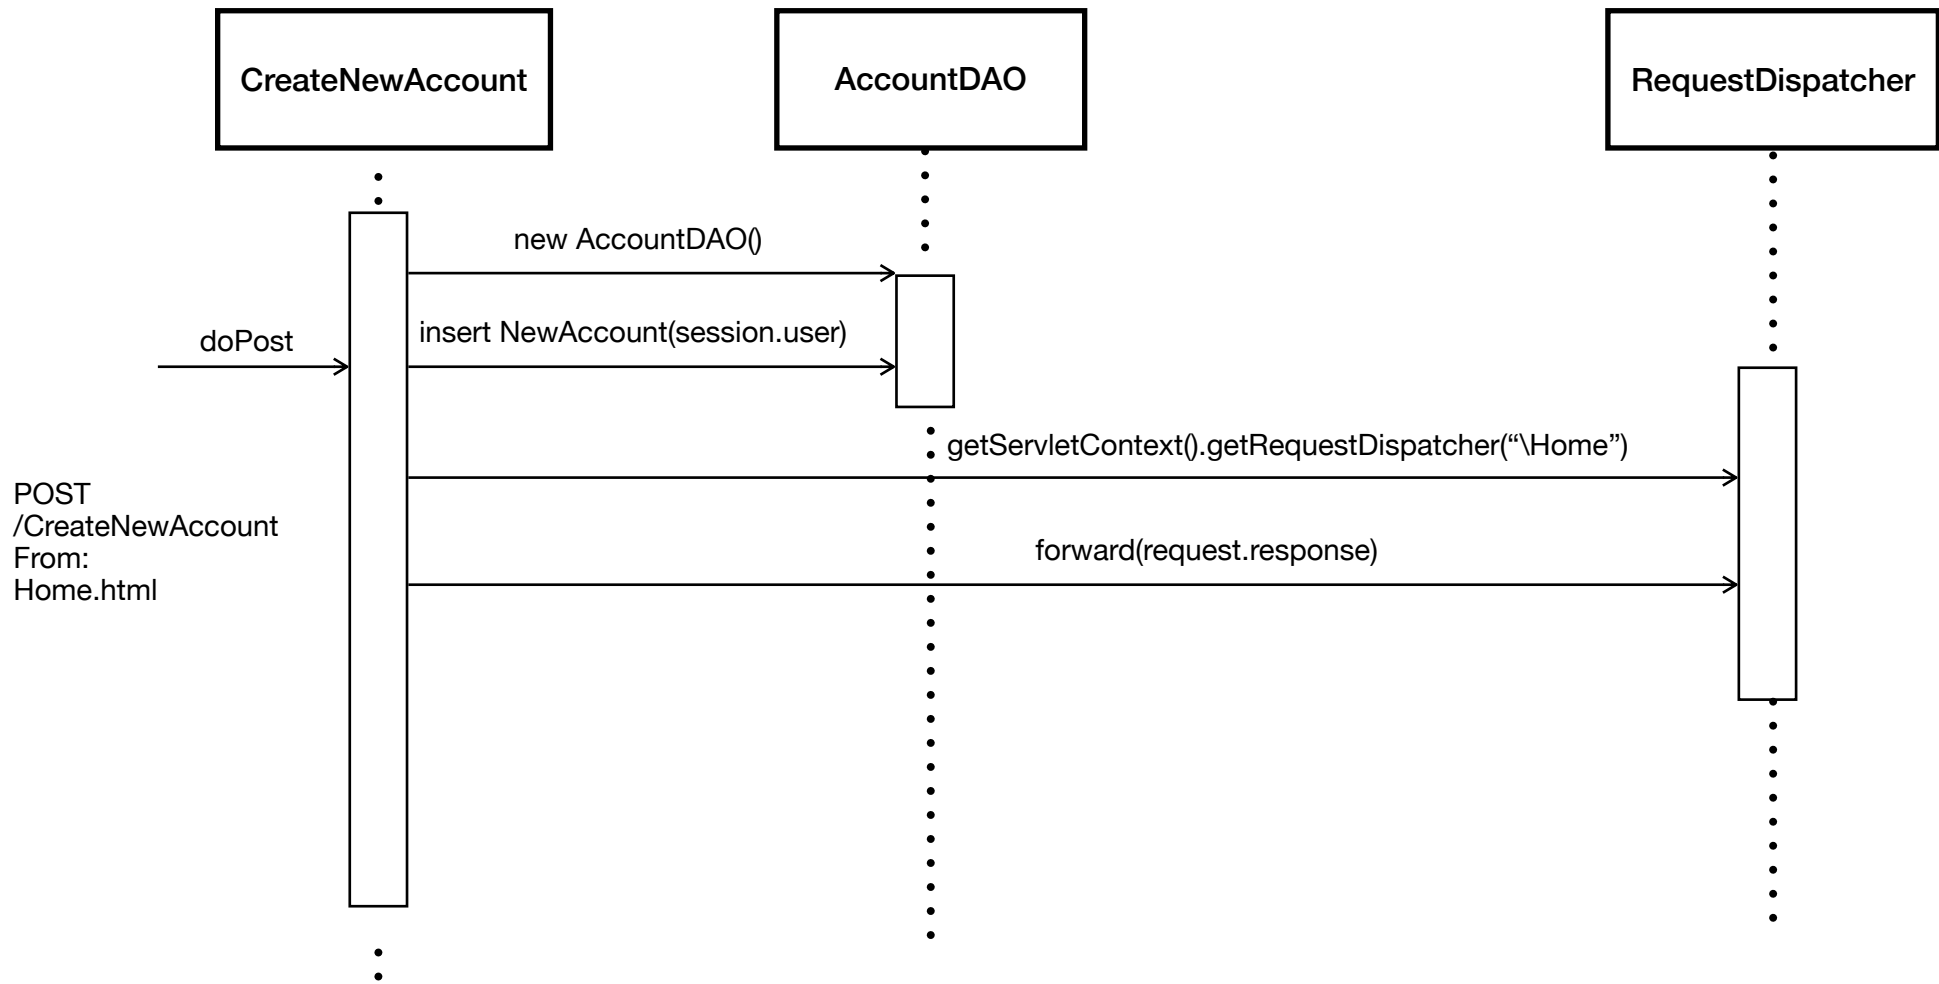 CreateNewAccount
AccountDAO
RequestDispatcher
new AccountDAO()
doPost
insert NewAccount(session.user)
getServletContext().getRequestDispatcher(“\Home”)
POST
/CreateNewAccount
From:
Home.html
forward(request.response)